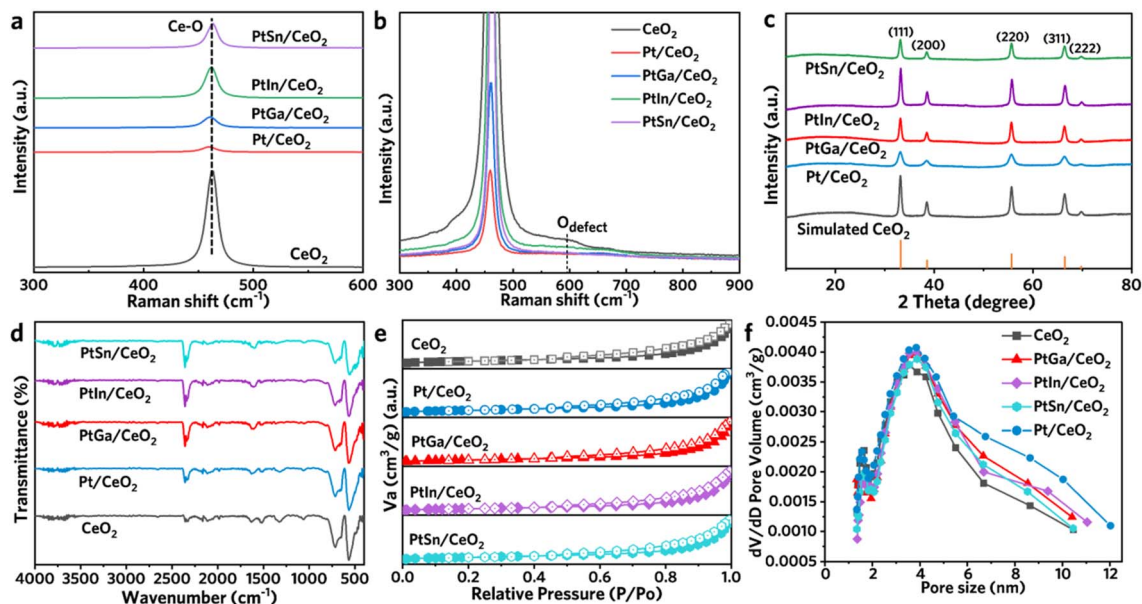 a
Ce-O
PtSn/CeO₂
PtIn/CeO₂
PtGa/CeO₂
Pt/CeO₂
CeO₂
Intensity (a.u.)
300 400 500 600
Raman shift (cm⁻¹)
b
CeO₂
Pt/CeO₂
PtGa/CeO₂
PtIn/CeO₂
PtSn/CeO₂
O_defect
Intensity (a.u.)
300 400 500 600 700 800 900
Raman shift (cm⁻¹)
c
(111)
(200)
(220)
(311)
(222)
PtSn/CeO₂
PtIn/CeO₂
PtGa/CeO₂
Pt/CeO₂
Simulated CeO₂
Intensity (a.u.)
20 40 60 80
2 Theta (degree)
d
PtSn/CeO₂
PtIn/CeO₂
PtGa/CeO₂
Pt/CeO₂
CeO₂
Transmittance (%)
4000 3500 3000 2500 2000 1500 1000 500
Wavenumber (cm⁻¹)
e
CeO₂
Pt/CeO₂
PtGa/CeO₂
PtIn/CeO₂
PtSn/CeO₂
Va (cm³/g) (a.u.)
0.0 0.2 0.4 0.6 0.8 1.0
Relative Pressure (P/Po)
f
CeO₂
PtGa/CeO₂
PtIn/CeO₂
PtSn/CeO₂
Pt/CeO₂
dV/dD Pore Volume (cm³/g)
0.0045
0.0040
0.0035
0.0030
0.0025
0.0020
0.0015
0.0010
0.0005
0 2 4 6 8 10 12
Pore size (nm)